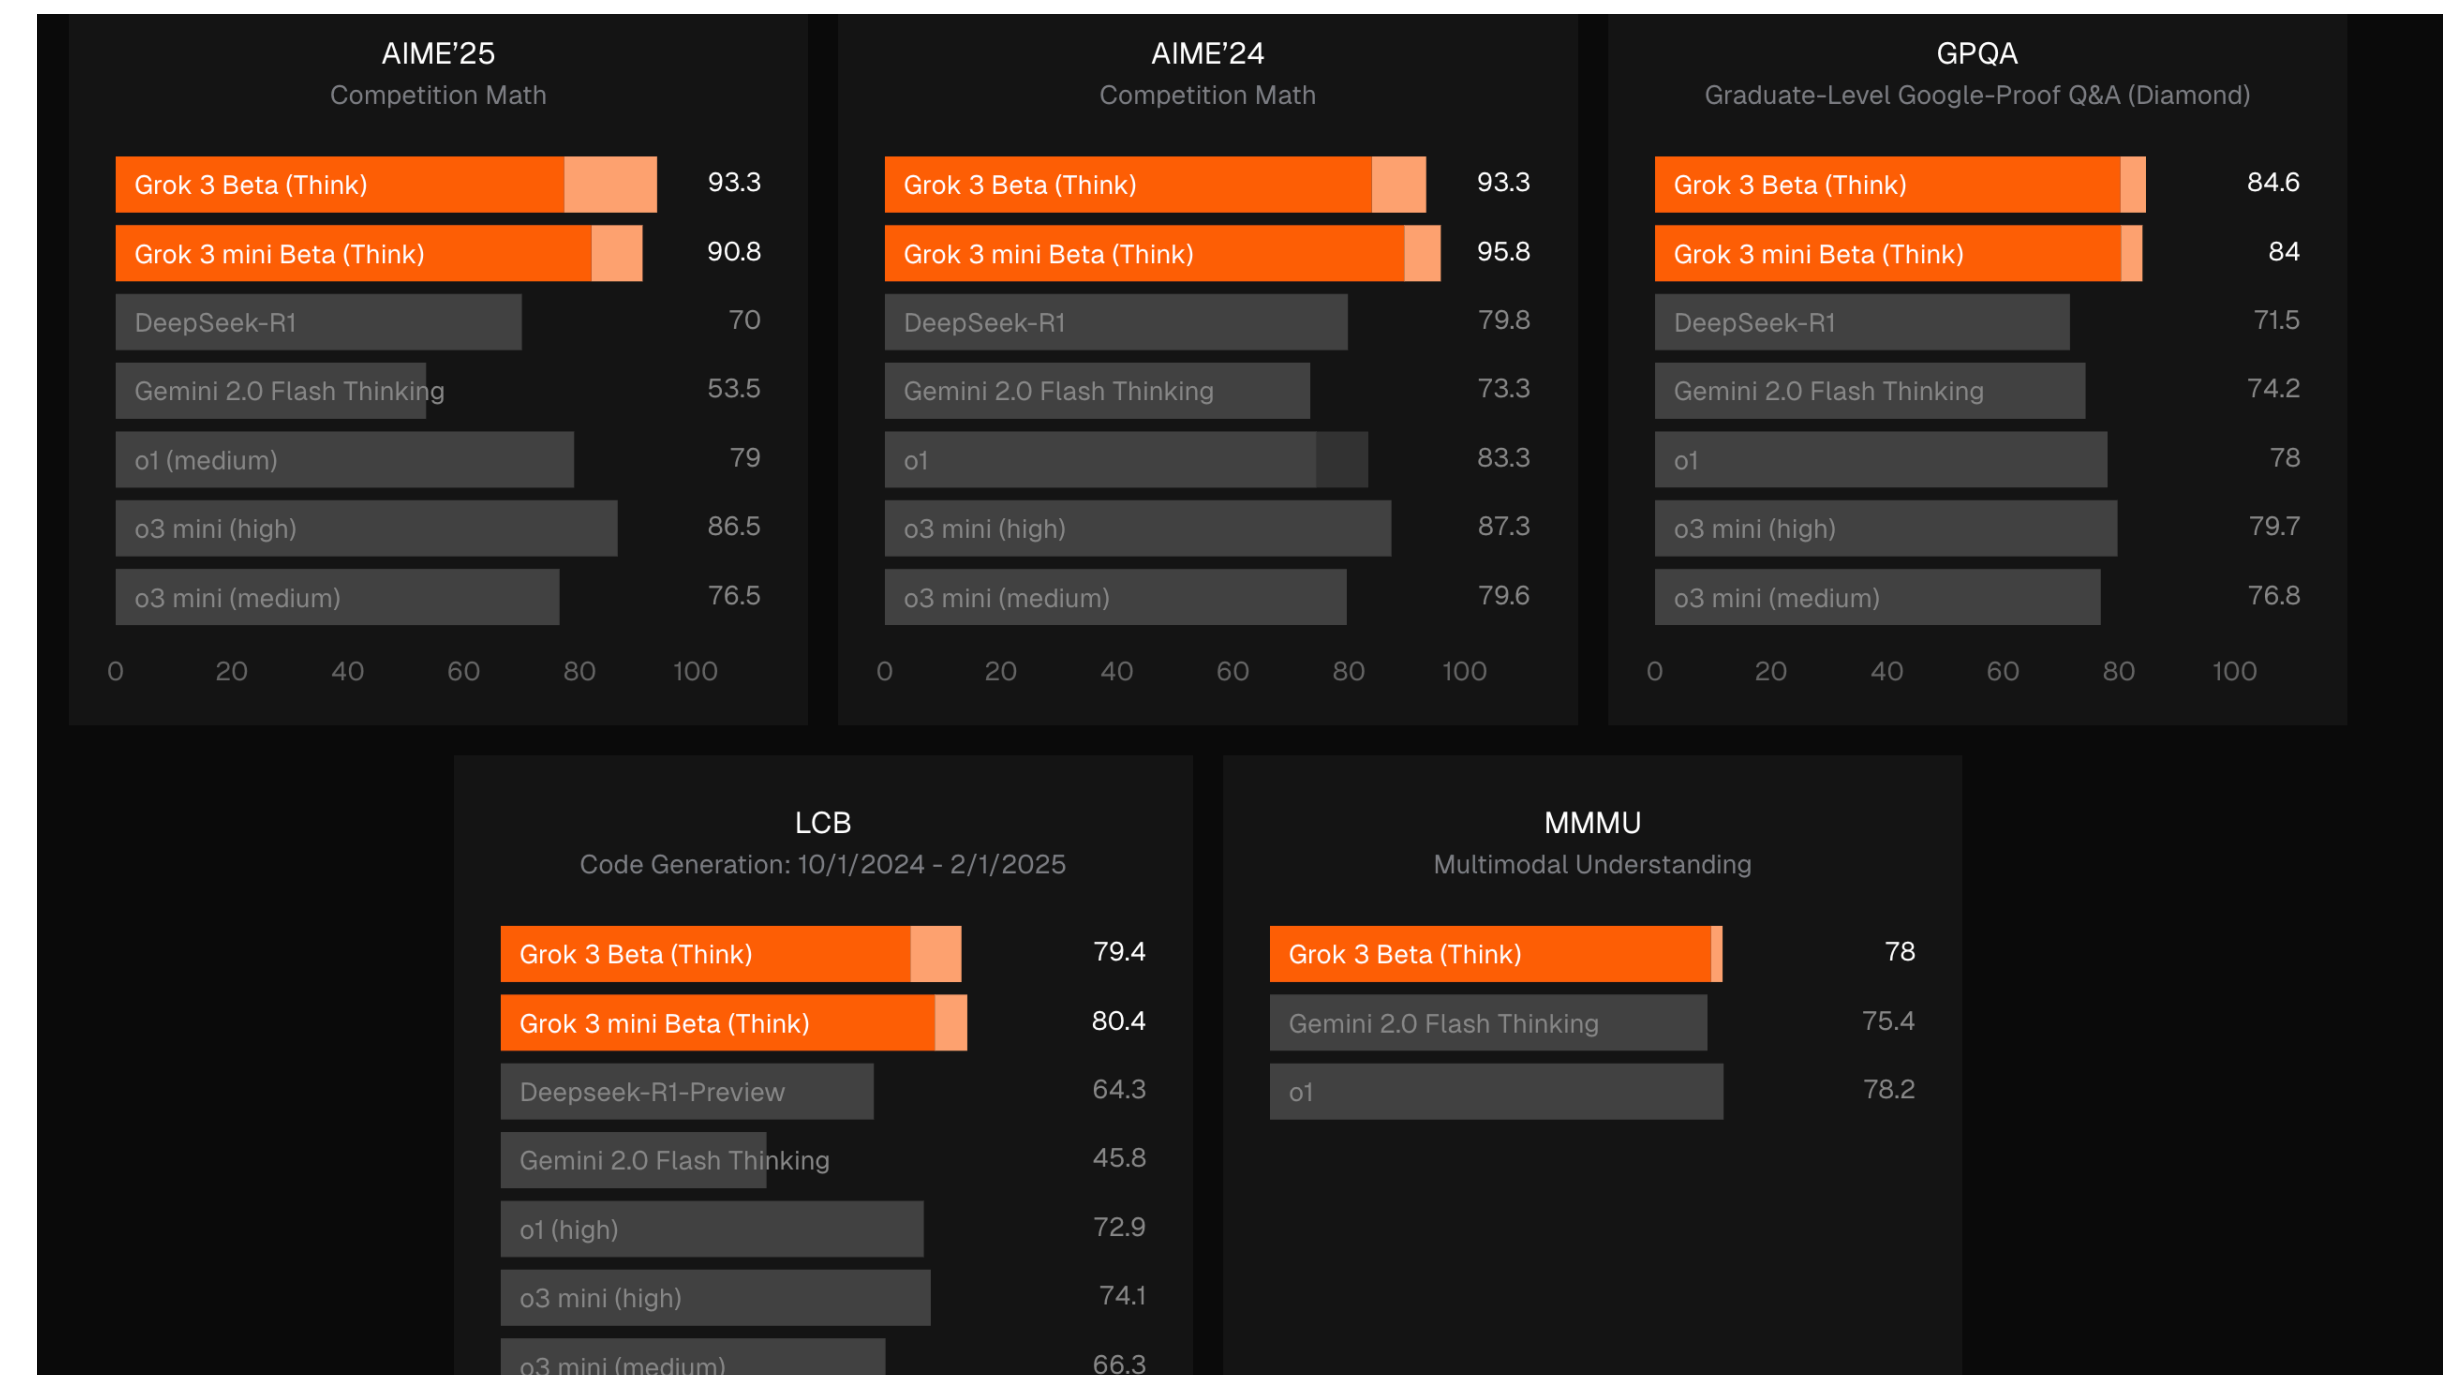 AIME’25
Competition Math
Grok 3 Beta (Think) 93.3
Grok 3 mini Beta (Think) 90.8
DeepSeek-R1 70
Gemini 2.0 Flash Thinking 53.5
o1 (medium) 79
o3 mini (high) 86.5
o3 mini (medium) 76.5
0 20 40 60 80 100
AIME’24
Competition Math
Grok 3 Beta (Think) 93.3
Grok 3 mini Beta (Think) 95.8
DeepSeek-R1 79.8
Gemini 2.0 Flash Thinking 73.3
o1 83.3
o3 mini (high) 87.3
o3 mini (medium) 79.6
0 20 40 60 80 100
GPQA
Graduate-Level Google-Proof Q&A (Diamond)
Grok 3 Beta (Think) 84.6
Grok 3 mini Beta (Think) 84
DeepSeek-R1 71.5
Gemini 2.0 Flash Thinking 74.2
o1 78
o3 mini (high) 79.7
o3 mini (medium) 76.8
0 20 40 60 80 100
LCB
Code Generation: 10/1/2024 - 2/1/2025
Grok 3 Beta (Think) 79.4
Grok 3 mini Beta (Think) 80.4
Deepseek-R1-Preview 64.3
Gemini 2.0 Flash Thinking 45.8
o1 (high) 72.9
o3 mini (high) 74.1
o3 mini (medium) 66.3
MMMU
Multimodal Understanding
Grok 3 Beta (Think) 78
Gemini 2.0 Flash Thinking 75.4
o1 78.2